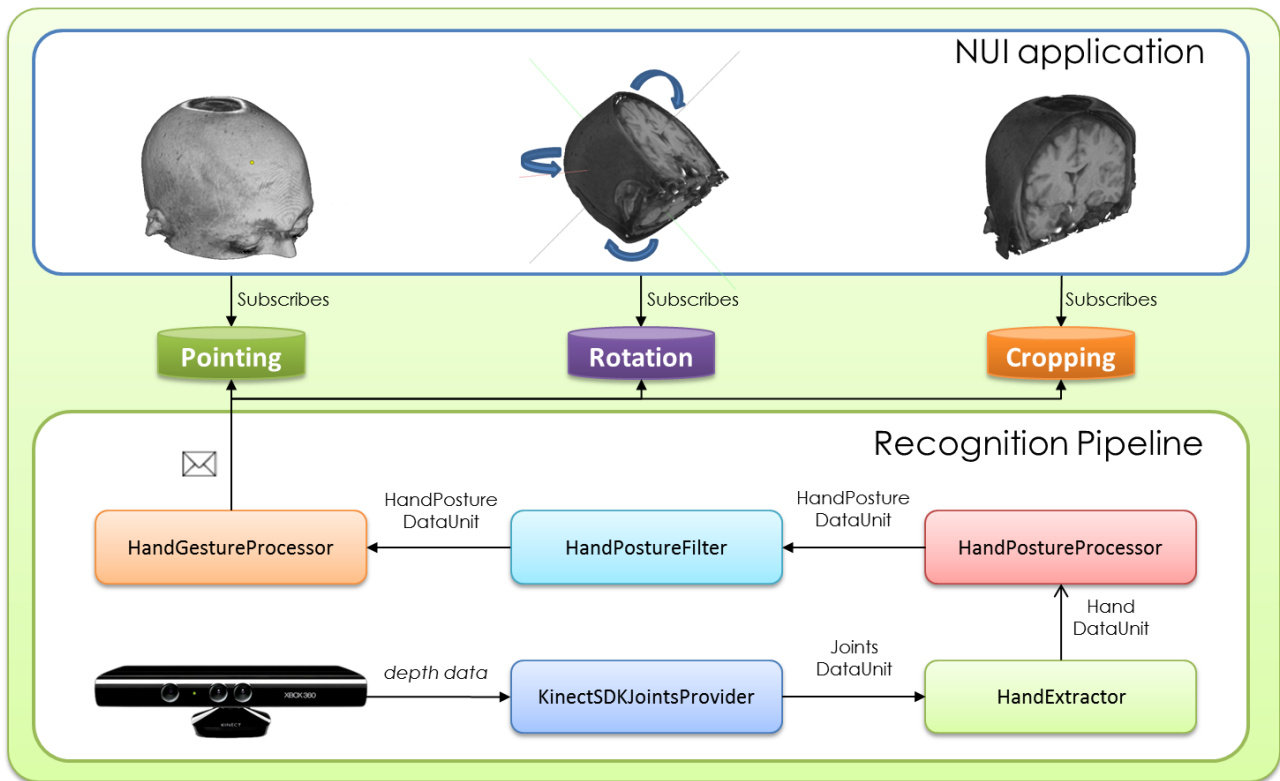 NUI application
Subscribes
Subscribes
Subscribes
Pointing
Rotation
Cropping
Recognition Pipeline
HandPosture
DataUnit
HandPosture
DataUnit
HandGestureProcessor
HandPostureFilter
HandPostureProcessor
Hand
DataUnit
depth data
Joints
DataUnit
XBOX 360
KINECT
KinectSDKJointsProvider
HandExtractor